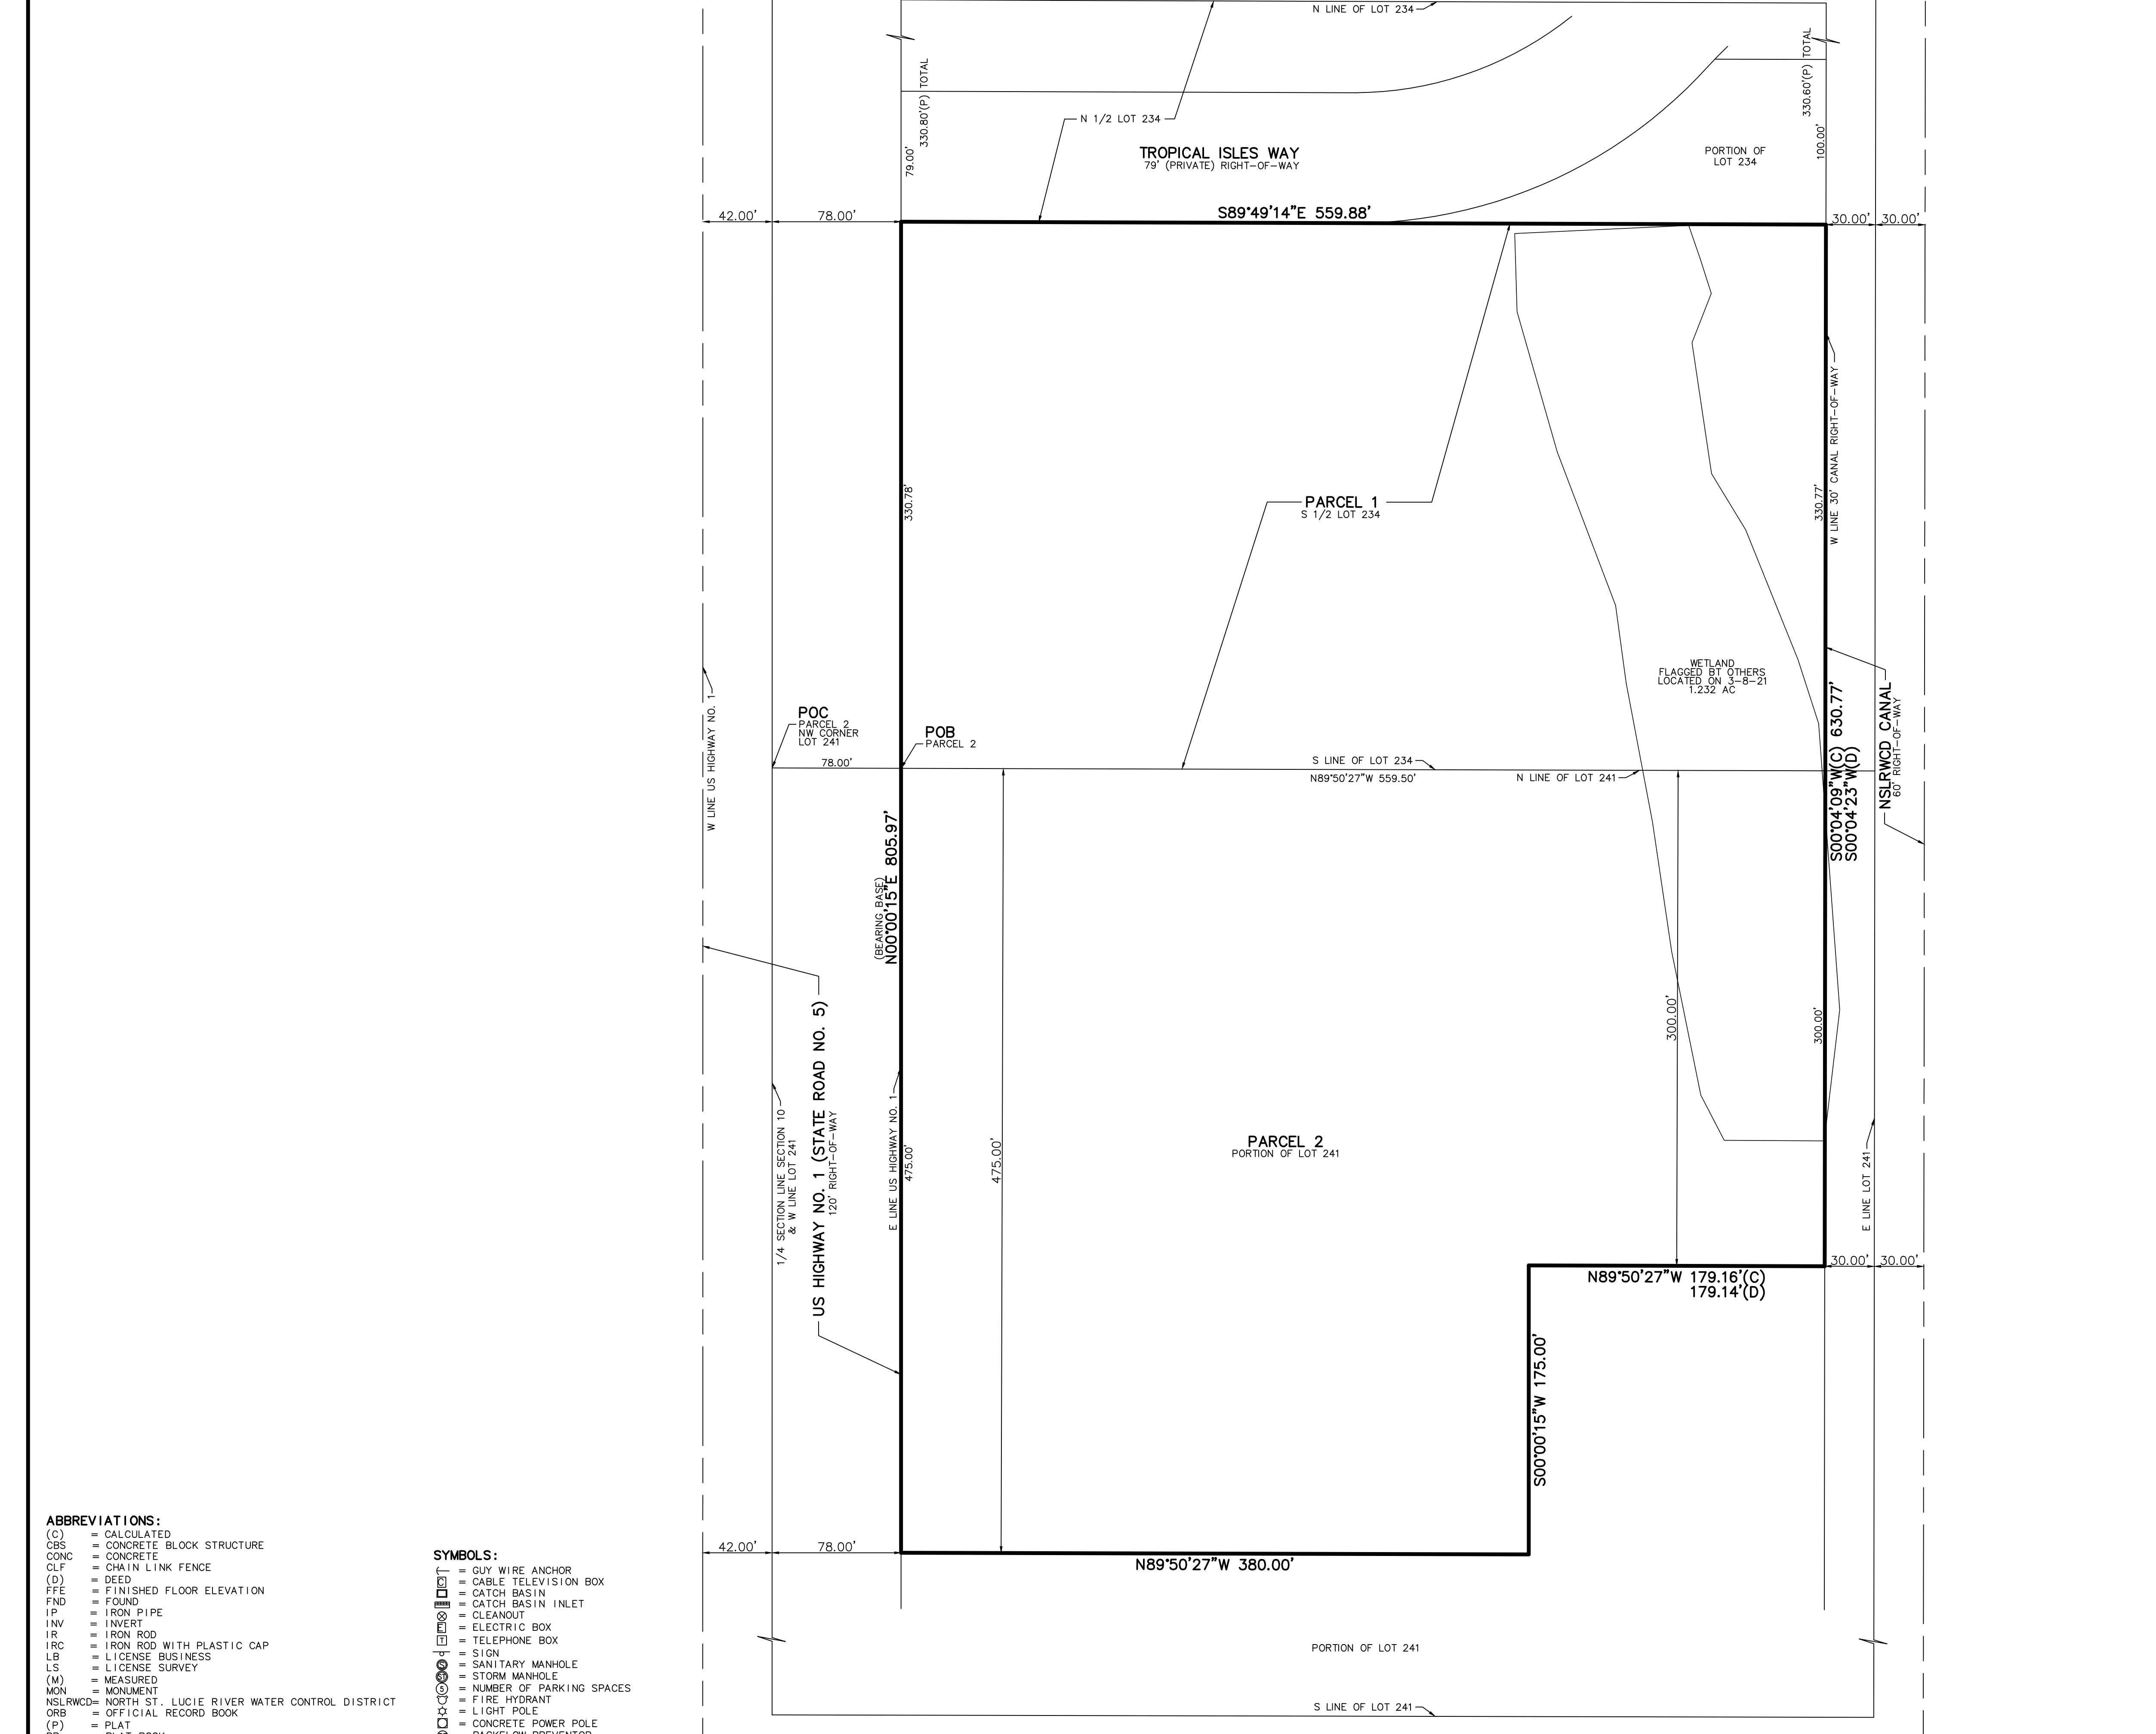 N LINE OF LOT 234
330.80'(P) TOTAL
79.00'
330.60'(P) TOTAL
100.00'
N 1/2 LOT 234
TROPICAL ISLES WAY
79' (PRIVATE) RIGHT-OF-WAY
PORTION OF
LOT 234
42.00'
78.00'
S89°49'14"E 559.88'
30.00'
30.00'
W LINE 30' CANAL RIGHT-OF-WAY
330.78'
PARCEL 1
S 1/2 LOT 234
330.77'
WETLAND
FLAGGED BT OTHERS
LOCATED ON 3-8-21
1.232 AC
W LINE US HIGHWAY NO. 1
POC
PARCEL 2
NW CORNER
LOT 241
78.00'
POB
PARCEL 2
S LINE OF LOT 234
N89°50'27"W 559.50'
N LINE OF LOT 241
S00°04'09"W(C) 630.77'
S00°04'23"W(D)
NSLRWCD CANAL
60' RIGHT-OF-WAY
(BEARING BASE)
N00°00'15"E 805.97'
US HIGHWAY NO. 1 (STATE ROAD NO. 5)
120' RIGHT-OF-WAY
1/4 SECTION LINE SECTION 10
& W LINE LOT 241
E LINE US HIGHWAY NO. 1
475.00'
475.00'
PARCEL 2
PORTION OF LOT 241
300.00'
300.00'
E LINE LOT 241
30.00'
30.00'
N89°50'27"W 179.16'(C)
179.14'(D)
S00°00'15"W 175.00'
42.00'
78.00'
N89°50'27"W 380.00'
PORTION OF LOT 241
S LINE OF LOT 241
ABBREVIATIONS:
(C) = CALCULATED
CBS = CONCRETE BLOCK STRUCTURE
CONC = CONCRETE
CLF = CHAIN LINK FENCE
(D) = DEED
FFE = FINISHED FLOOR ELEVATION
FND = FOUND
IP = IRON PIPE
INV = INVERT
IR = IRON ROD
IRC = IRON ROD WITH PLASTIC CAP
LB = LICENSE BUSINESS
LS = LICENSE SURVEY
(M) = MEASURED
MON = MONUMENT
NSLRWCD= NORTH ST. LUCIE RIVER WATER CONTROL DISTRICT
ORB = OFFICIAL RECORD BOOK
(P) = PLAT
SYMBOLS:
= GUY WIRE ANCHOR
C = CABLE TELEVISION BOX
= CATCH BASIN
= CATCH BASIN INLET
= CLEANOUT
E = ELECTRIC BOX
T = TELEPHONE BOX
= SIGN
S = SANITARY MANHOLE
ST = STORM MANHOLE
5 = NUMBER OF PARKING SPACES
= FIRE HYDRANT
= LIGHT POLE
= CONCRETE POWER POLE